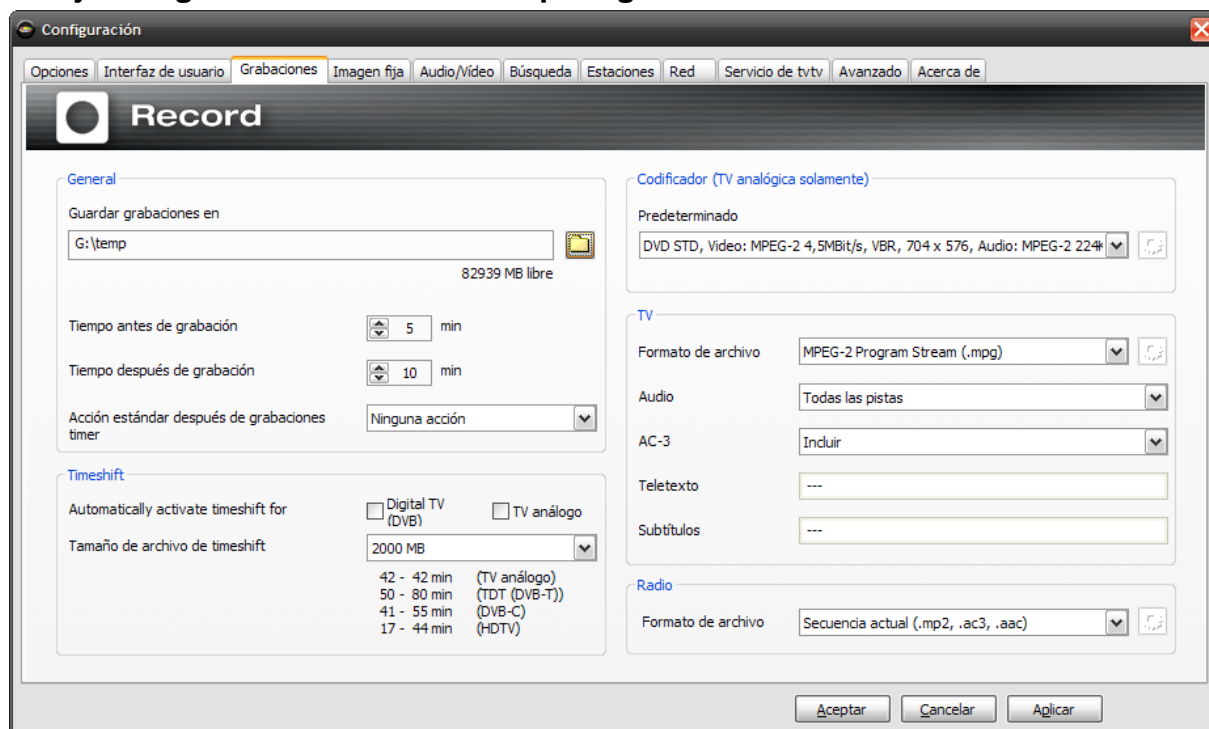 Configuración
Opciones Interfaz de usuario Grabaciones Imagen fija Audio/Vídeo Búsqueda Estaciones Red Servicio de tvtv Avanzado Acerca de
Record
General
Guardar grabaciones en
G:\temp
82939 MB libre
Tiempo antes de grabación 5 min
Tiempo después de grabación 10 min
Acción estándar después de grabaciones timer Ninguna acción
Timeshift
Automatically activate timeshift for Digital TV (DVB) TV análogo
Tamaño de archivo de timeshift 2000 MB
42 - 42 min (TV análogo)
50 - 80 min (TDT (DVB-T))
41 - 55 min (DVB-C)
17 - 44 min (HDTV)
Codificador (TV analógica solamente)
Predeterminado
DVD STD, Video: MPEG-2 4,5MBit/s, VBR, 704 x 576, Audio: MPEG-2 224
TV
Formato de archivo MPEG-2 Program Stream (.mpg)
Audio Todas las pistas
AC-3 Incluir
Teletexto ---
Subtítulos ---
Radio
Formato de archivo Secuencia actual (.mp2, .ac3, .aac)
Aceptar Cancelar Aplicar